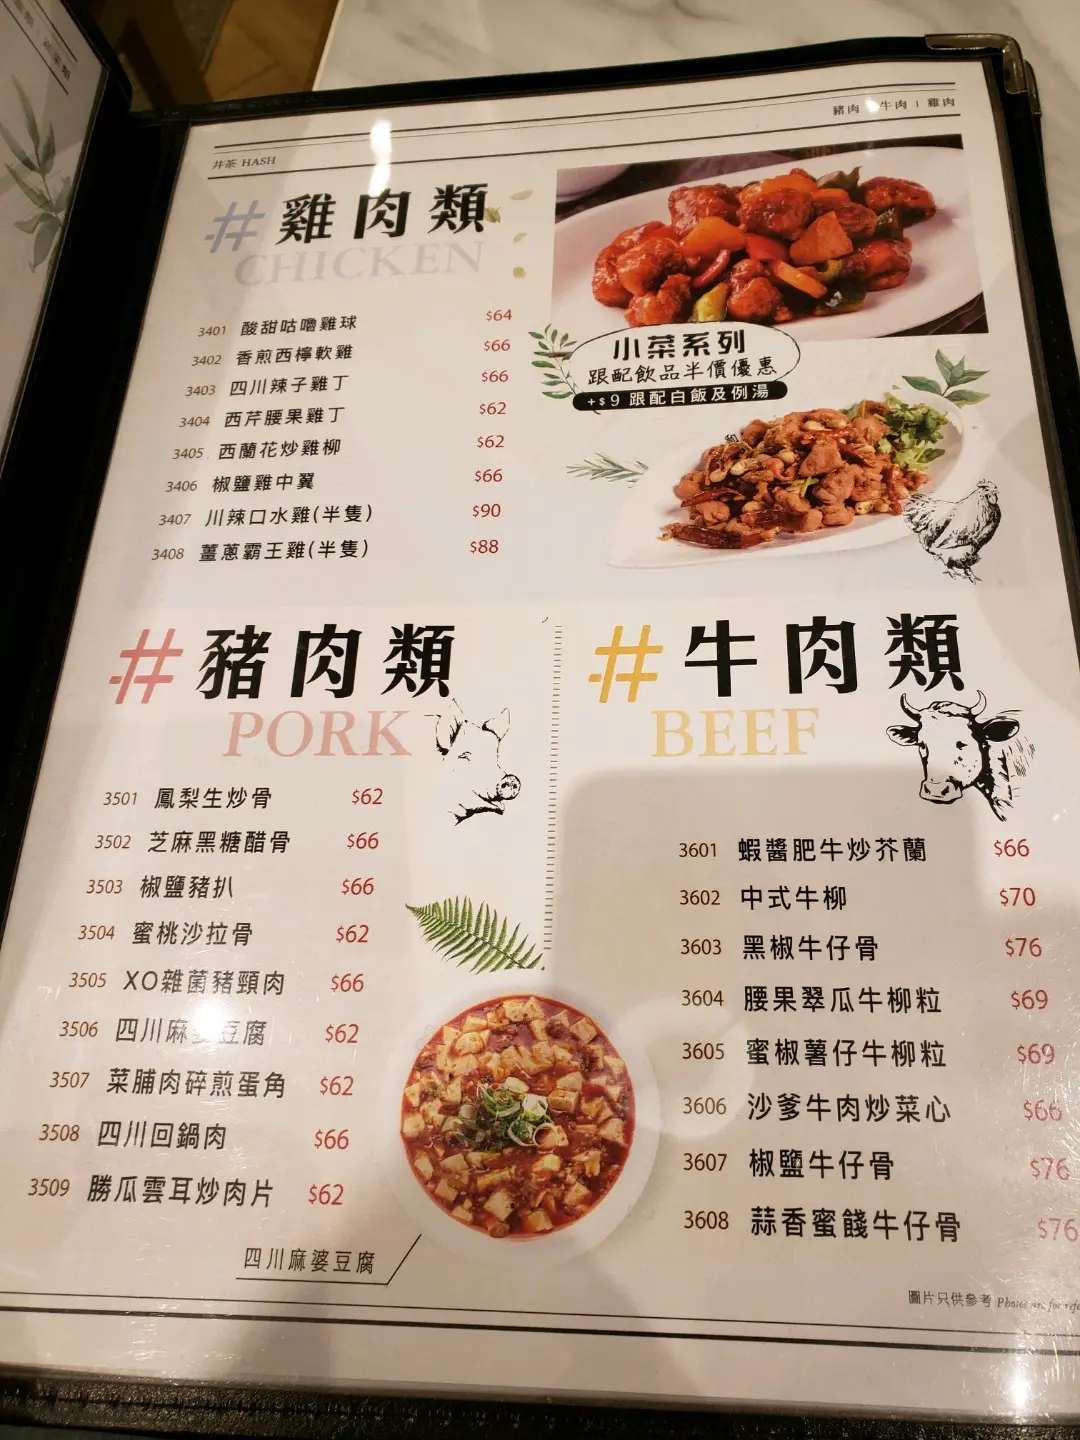 井茶 HASH
豬肉 牛肉 | 雞肉
# 雞肉類
CHICKEN
3401 酸甜咕嚕雞球 $64
3402 香煎西檸軟雞 $66
3403 四川辣子雞丁 $66
3404 西芹腰果雞丁 $62
3405 西蘭花炒雞柳 $62
3406 椒鹽雞中翼 $66
3407 川辣口水雞(半隻) $90
3408 薑蔥霸王雞(半隻) $88
小菜系列
跟配飲品半價優惠
+$9 跟配白飯及例湯
# 豬肉類
PORK
3501 鳳梨生炒骨 $62
3502 芝麻黑糖醋骨 $66
3503 椒鹽豬扒 $66
3504 蜜桃沙拉骨 $62
3505 XO雜菌豬頸肉 $66
3506 四川麻婆豆腐 $62
3507 菜脯肉碎煎蛋角 $62
3508 四川回鍋肉 $66
3509 勝瓜雲耳炒肉片 $62
四川麻婆豆腐
# 牛肉類
BEEF
3601 蝦醬肥牛炒芥蘭 $66
3602 中式牛柳 $70
3603 黑椒牛仔骨 $76
3604 腰果翠瓜牛柳粒 $69
3605 蜜椒薯仔牛柳粒 $69
3606 沙爹牛肉炒菜心 $66
3607 椒鹽牛仔骨 $76
3608 蒜香蜜餞牛仔骨 $76
圖片只供參考 Photos are for